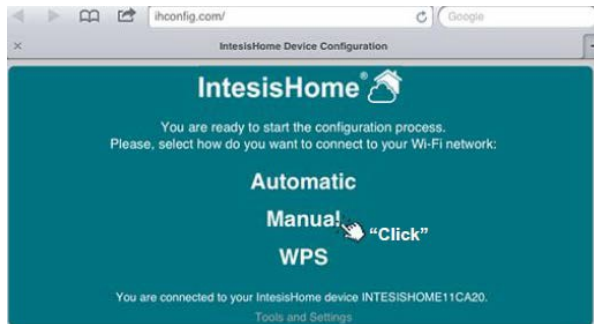 ihconfig.com/
Google
IntesisHome Device Configuration
IntesisHome®
You are ready to start the configuration process.
Please, select how do you want to connect to your Wi-Fi network:
Automatic
Manual
“Click”
WPS
You are connected to your IntesisHome device INTESISHOME11CA20.
Tools and Settings